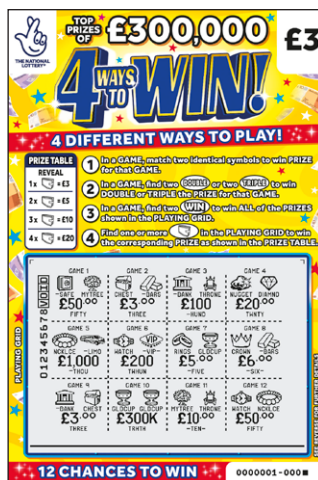 THE NATIONAL LOTTERY®
TOP PRIZES OF £300,000
£3
4 WAYS TO WIN!
4 DIFFERENT WAYS TO PLAY!
PRIZE TABLE
REVEAL
1x = £3
2x = £5
3x = £10
4x = £20
1 In a GAME, match two identical symbols to win PRIZE
for that GAME.
2 In a GAME, find two DOUBLE or two TRIPLE to win
DOUBLE or TRIPLE the PRIZE for that GAME.
3 In a GAME, find two WIN to win ALL of the PRIZES
shown in the PLAYING GRID.
4 Find one or more in the PLAYING GRID to win
the corresponding PRIZE as shown in the PRIZE TABLE.
PLAYING GRID
012345678 VOID
GAME 1 GAME 2 GAME 3 GAME 4
-SAFE MYTREE CHEST -BARS -BANK THRONE NUGGET DIAMND
£50.00 £3.00 £100 £20.00
FIFTY THREE -HUND TWNTY
GAME 5 GAME 6 GAME 7 GAME 8
NCKLCE -LIMO WATCH -VIP- RINGS GLDCUP CROWN -BARS
£1,000 £200 £5.00 £6.00
-THOU TWHUN -FIVE -SIX-
GAME 9 GAME 10 GAME 11 GAME 12
-BANK CHEST GLDCUP GLDCUP MYTREE THRONE WATCH NCKLCE
£3.00 £300K £10.00 £50.00
THREE TRHTH -TEN- FIFTY
12 CHANCES TO WIN
0000001-000